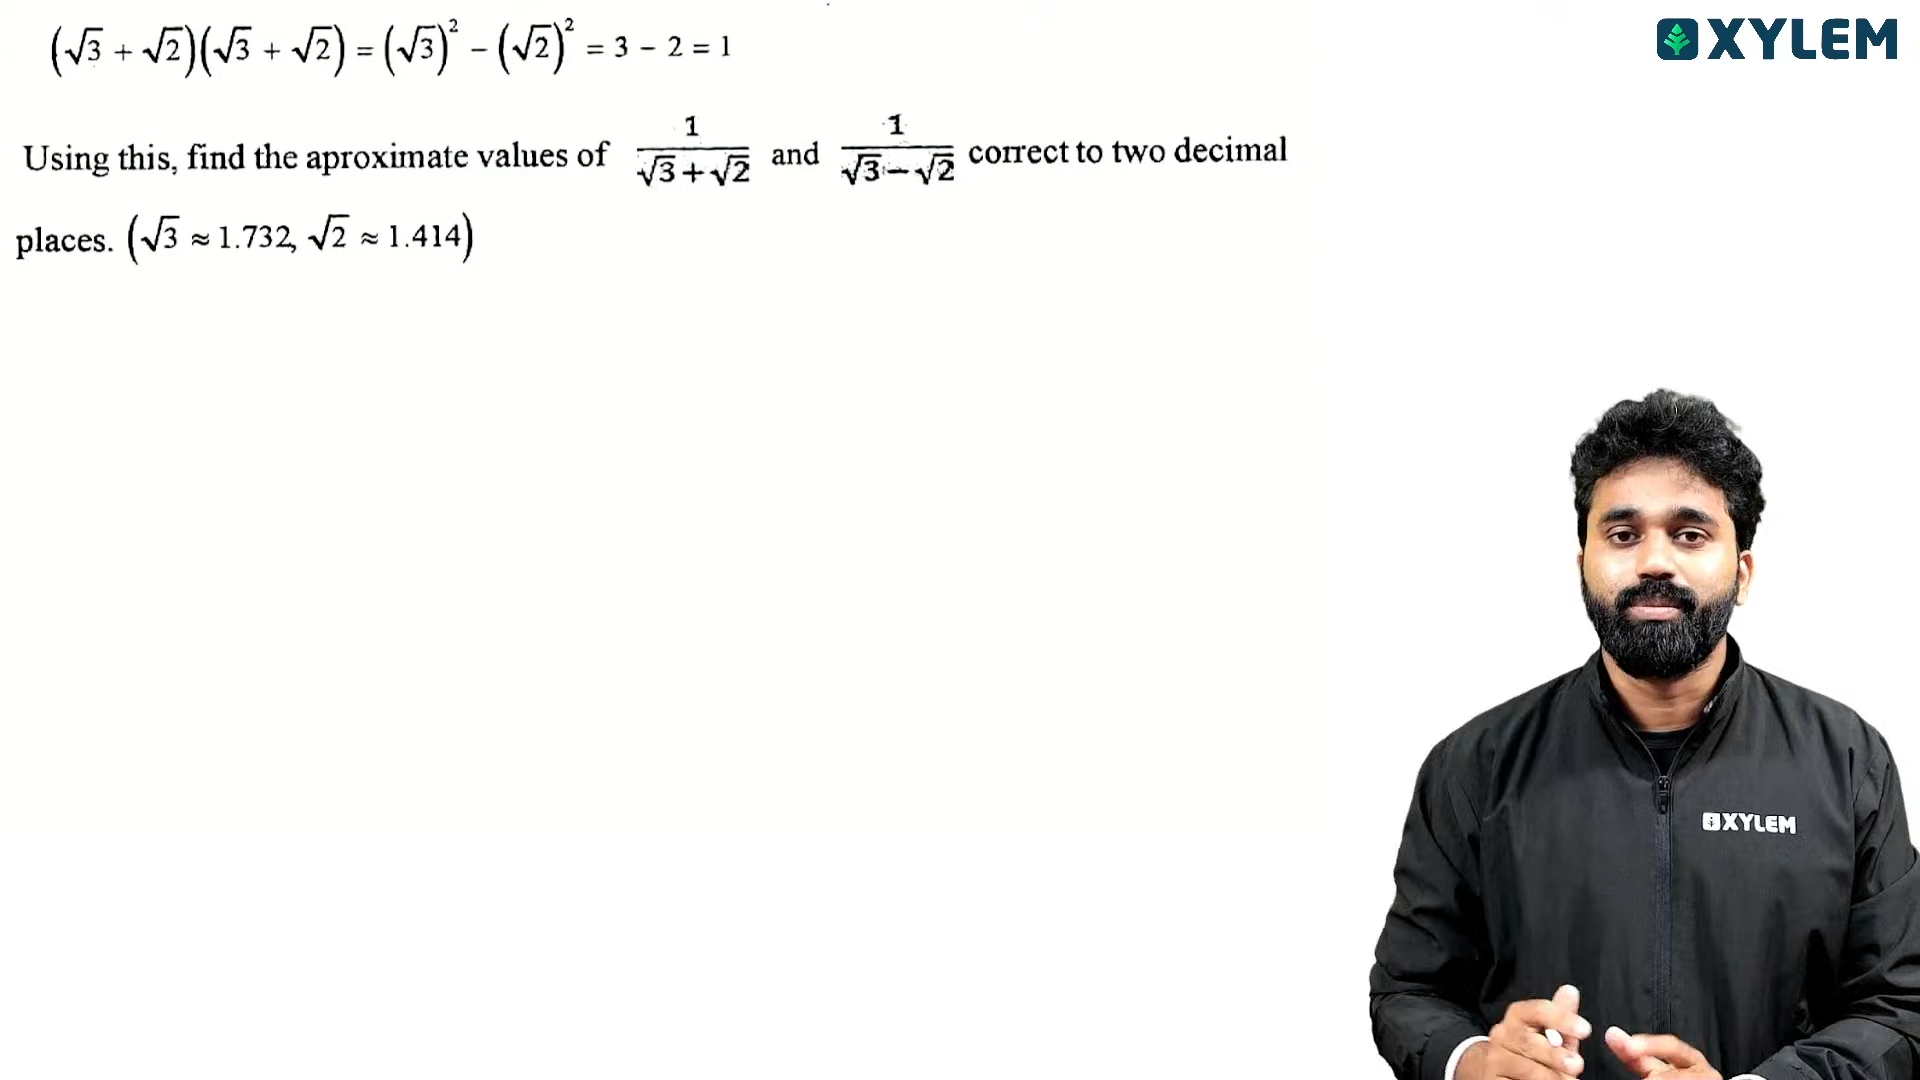 (√3 + √2)(√3 + √2) = (√3)² − (√2)² = 3 − 2 = 1
XYLEM
Using this, find the aproximate values of 1/(√3+√2) and 1/(√3−√2) correct to two decimal
places. (√3 ≈ 1.732, √2 ≈ 1.414)
XYLEM